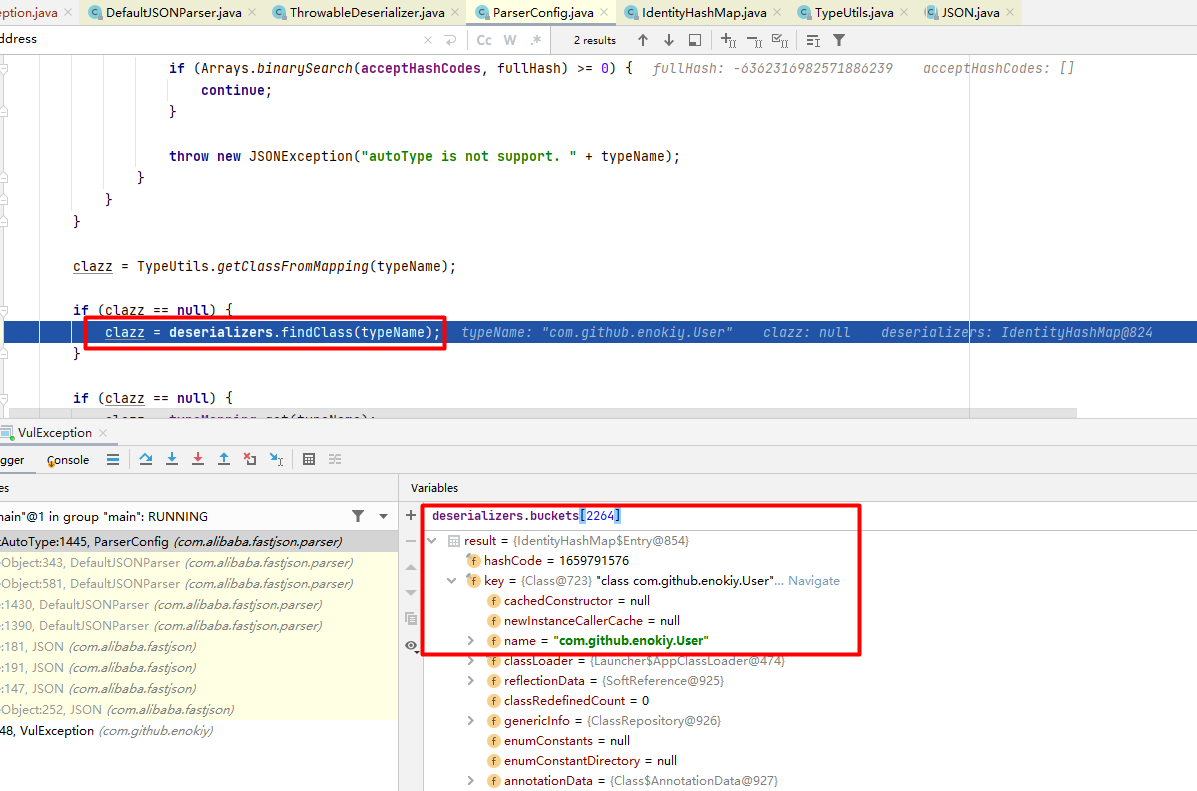 eption.java DefaultJSONParser.java ThrowableDeserializer.java ParserConfig.java IdentityHashMap.java TypeUtils.java JSON.java
ddress Cc W .* 2 results
if (Arrays.binarySearch(acceptHashCodes, fullHash) >= 0) { fullHash: -6362316982571886239 acceptHashCodes: []
continue;
}
throw new JSONException("autoType is not support. " + typeName);
}
}
}
clazz = TypeUtils.getClassFromMapping(typeName);
if (clazz == null) {
clazz = deserializers.findClass(typeName); typeName: "com.github.enokiy.User" clazz: null deserializers: IdentityHashMap@824
}
if (clazz == null) {
clazz = typeMapping.get(typeName);
VulException
gger Console
es Variables
main"@1 in group "main": RUNNING
deserializers.buckets[2264]
kAutoType:1445, ParserConfig (com.alibaba.fastjson.parser)
eObject:343, DefaultJSONParser (com.alibaba.fastjson.parser)
eObject:581, DefaultJSONParser (com.alibaba.fastjson.parser)
e:1430, DefaultJSONParser (com.alibaba.fastjson.parser)
e:1390, DefaultJSONParser (com.alibaba.fastjson.parser)
e:181, JSON (com.alibaba.fastjson)
e:191, JSON (com.alibaba.fastjson)
e:147, JSON (com.alibaba.fastjson)
eObject:252, JSON (com.alibaba.fastjson)
48, VulException (com.github.enokiy)
result = {IdentityHashMap$Entry@854}
hashCode = 1659791576
key = {Class@723} "class com.github.enokiy.User"... Navigate
cachedConstructor = null
newInstanceCallerCache = null
name = "com.github.enokiy.User"
classLoader = {Launcher$AppClassLoader@474}
reflectionData = {SoftReference@925}
classRedefinedCount = 0
genericInfo = {ClassRepository@926}
enumConstants = null
enumConstantDirectory = null
annotationData = {Class$AnnotationData@927}